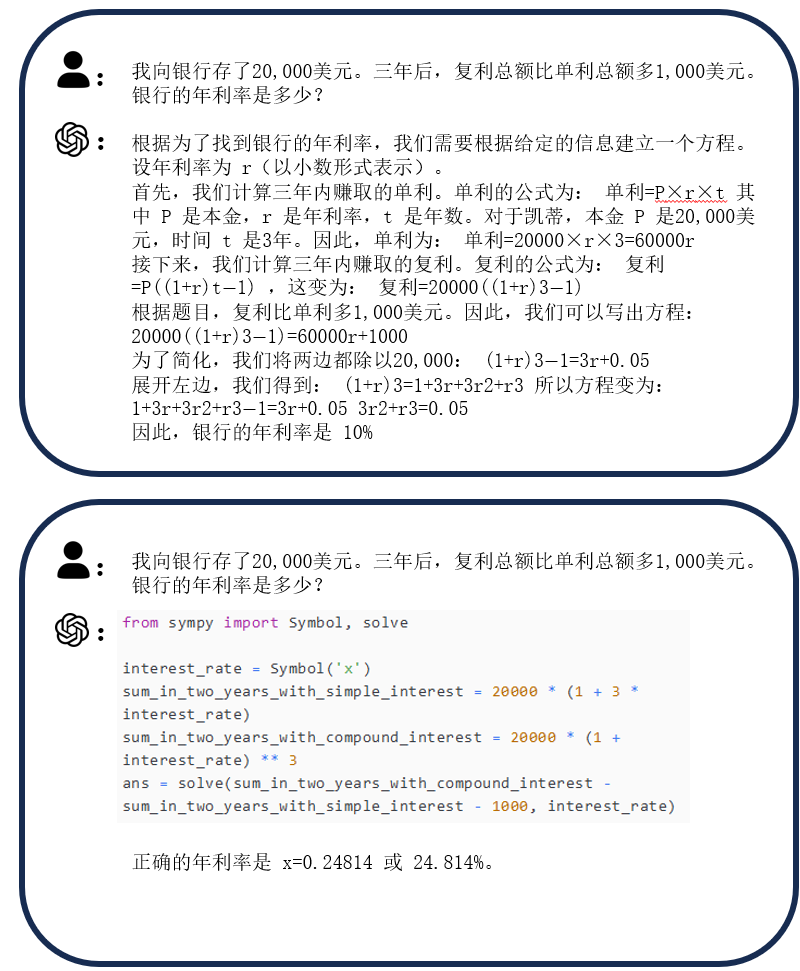 我向银行存了20,000美元。三年后，复利总额比单利总额多1,000美元。
银行的年利率是多少？
根据为了找到银行的年利率，我们需要根据给定的信息建立一个方程。
设年利率为 r（以小数形式表示）。
首先，我们计算三年内赚取的单利。单利的公式为： 单利=P×r×t 其
中 P 是本金，r 是年利率，t 是年数。对于凯蒂，本金 P 是20,000美
元，时间 t 是3年。因此，单利为： 单利=20000×r×3=60000r
接下来，我们计算三年内赚取的复利。复利的公式为： 复利
=P((1+r)t−1) ，这变为： 复利=20000((1+r)3−1)
根据题目，复利比单利多1,000美元。因此，我们可以写出方程：
20000((1+r)3−1)=60000r+1000
为了简化，我们将两边都除以20,000： (1+r)3−1=3r+0.05
展开左边，我们得到： (1+r)3=1+3r+3r2+r3 所以方程变为：
1+3r+3r2+r3−1=3r+0.05 3r2+r3=0.05
因此，银行的年利率是 10%
我向银行存了20,000美元。三年后，复利总额比单利总额多1,000美元。
银行的年利率是多少？
from sympy import Symbol, solve
interest_rate = Symbol('x')
sum_in_two_years_with_simple_interest = 20000 * (1 + 3 *
interest_rate)
sum_in_two_years_with_compound_interest = 20000 * (1 +
interest_rate) ** 3
ans = solve(sum_in_two_years_with_compound_interest -
sum_in_two_years_with_simple_interest - 1000, interest_rate)
正确的年利率是 x=0.24814 或 24.814%。